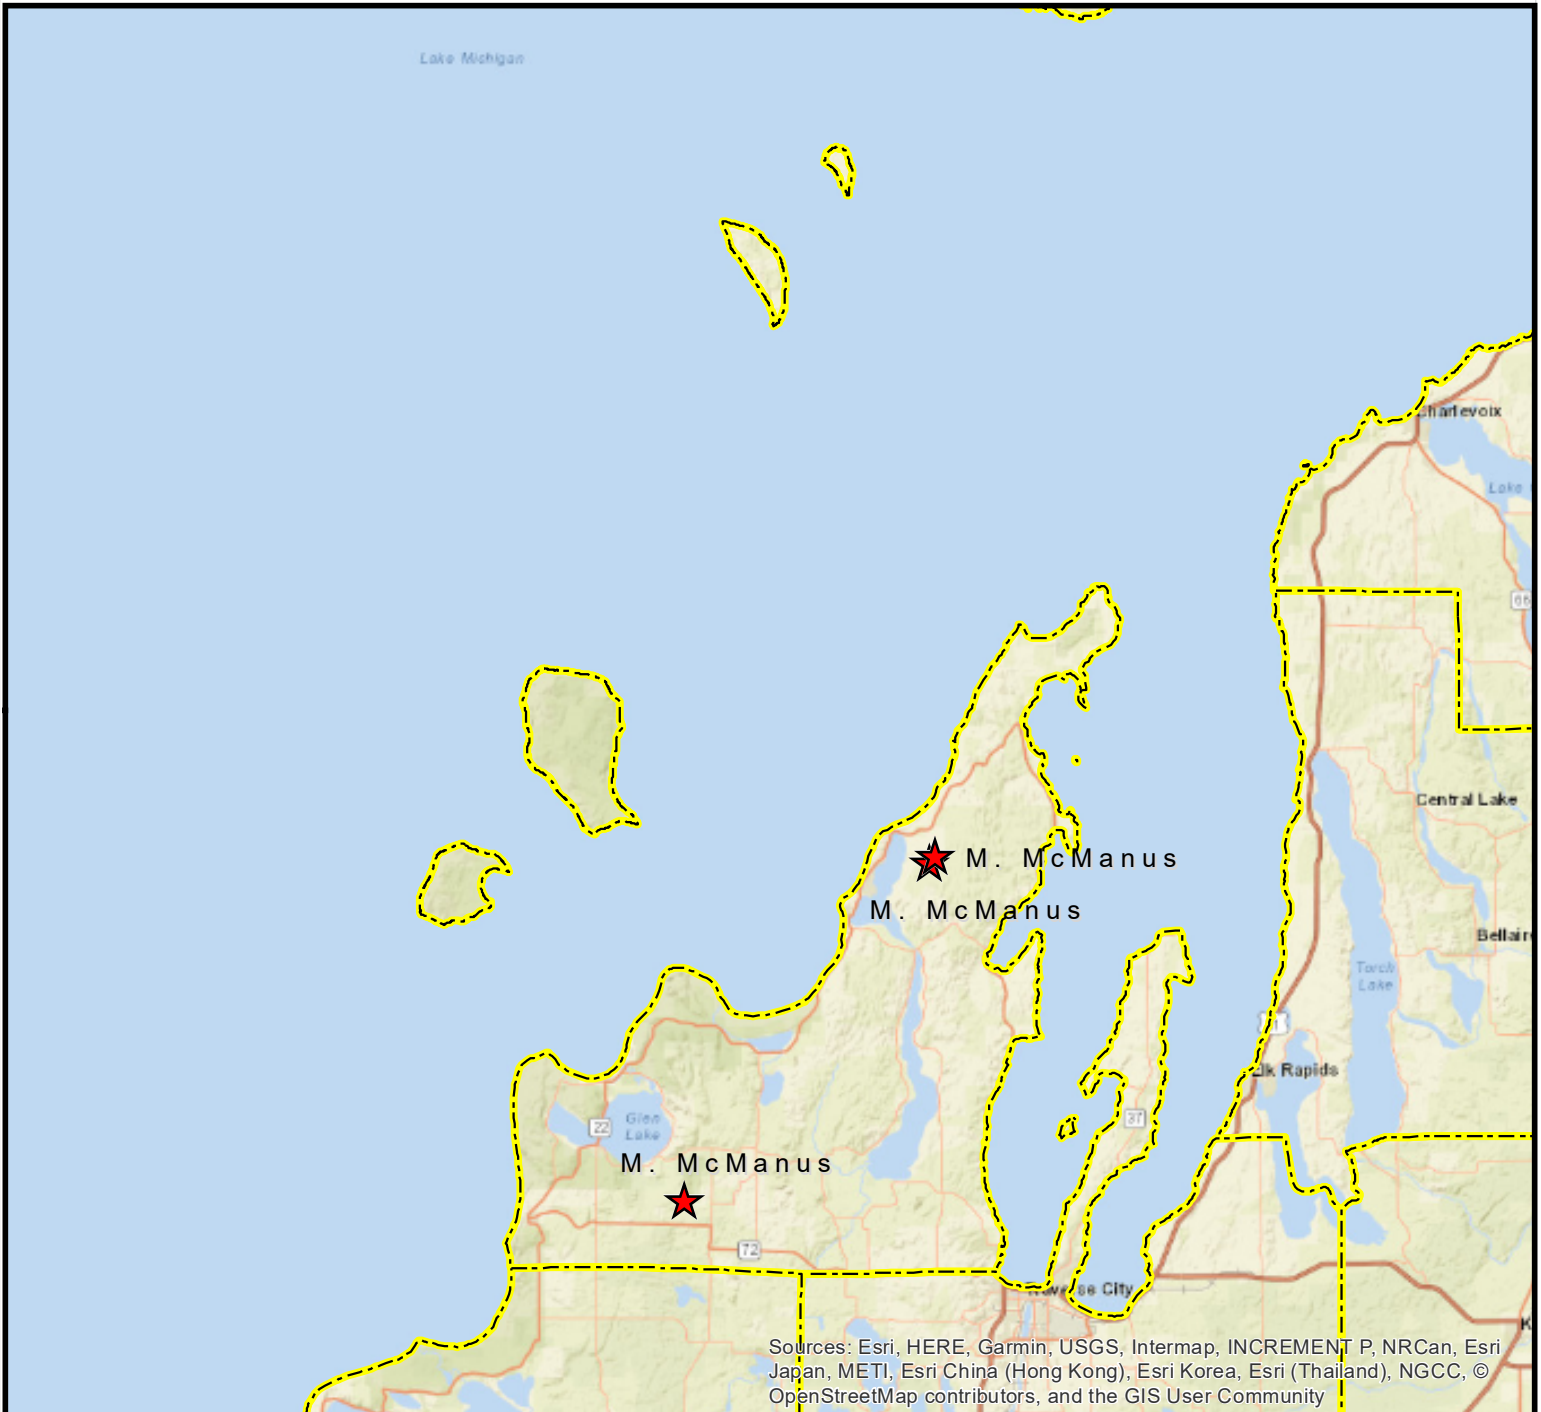 Lake Michigan
Charlevoix
Lake
66
Central Lake
M. McManus
M. McManus
Bellaire
Torch
Lake
Elk Rapids
37
22
Glen
Lake
M. McManus
72
Traverse City
K
Sources: Esri, HERE, Garmin, USGS, Intermap, INCREMENT P, NRCan, Esri
Japan, METI, Esri China (Hong Kong), Esri Korea, Esri (Thailand), NGCC, ©
OpenStreetMap contributors, and the GIS User Community